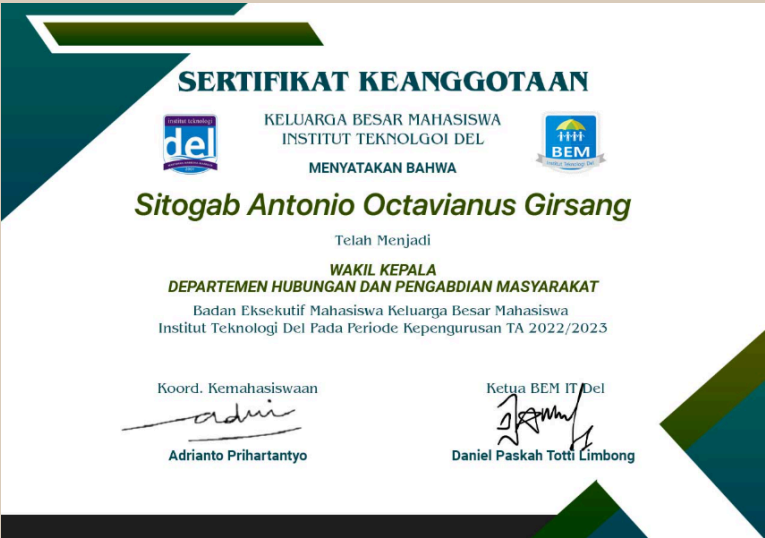 SERTIFIKAT KEANGGOTAAN
KELUARGA BESAR MAHASISWA
INSTITUT TEKNOLGOI DEL
MENYATAKAN BAHWA
institut teknologi
del
BEM
Institut Teknologi Del
Sitogab Antonio Octavianus Girsang
Telah Menjadi
WAKIL KEPALA
DEPARTEMEN HUBUNGAN DAN PENGABDIAN MASYARAKAT
Badan Eksekutif Mahasiswa Keluarga Besar Mahasiswa
Institut Teknologi Del Pada Periode Kepengurusan TA 2022/2023
Koord. Kemahasiswaan
Ketua BEM IT Del
Adrianto Prihartantyo
Daniel Paskah Totti Limbong